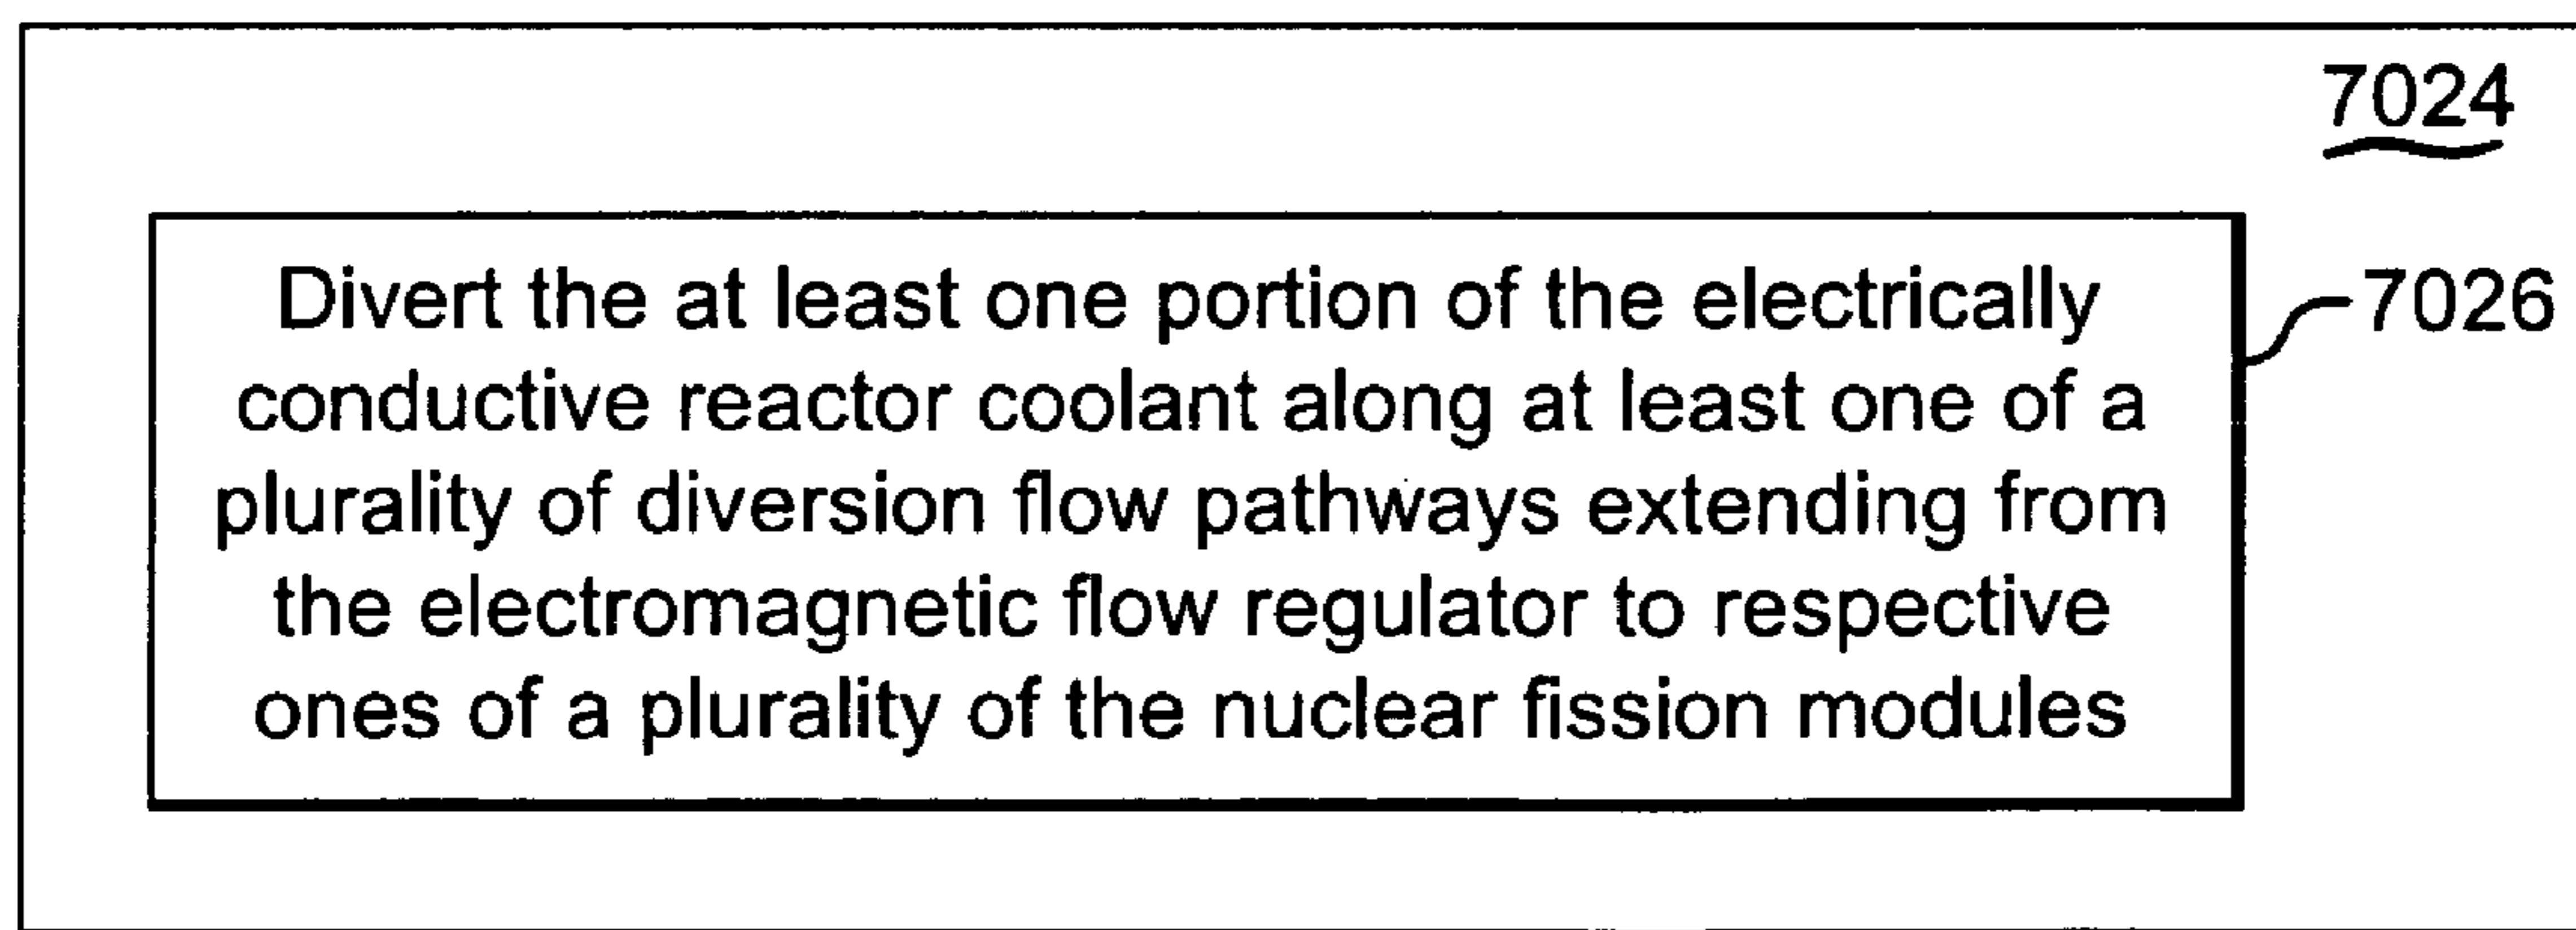 7024
Divert the at least one portion of the electrically
conductive reactor coolant along at least one of a
plurality of diversion flow pathways extending from
the electromagnetic flow regulator to respective
ones of a plurality of the nuclear fission modules
7026